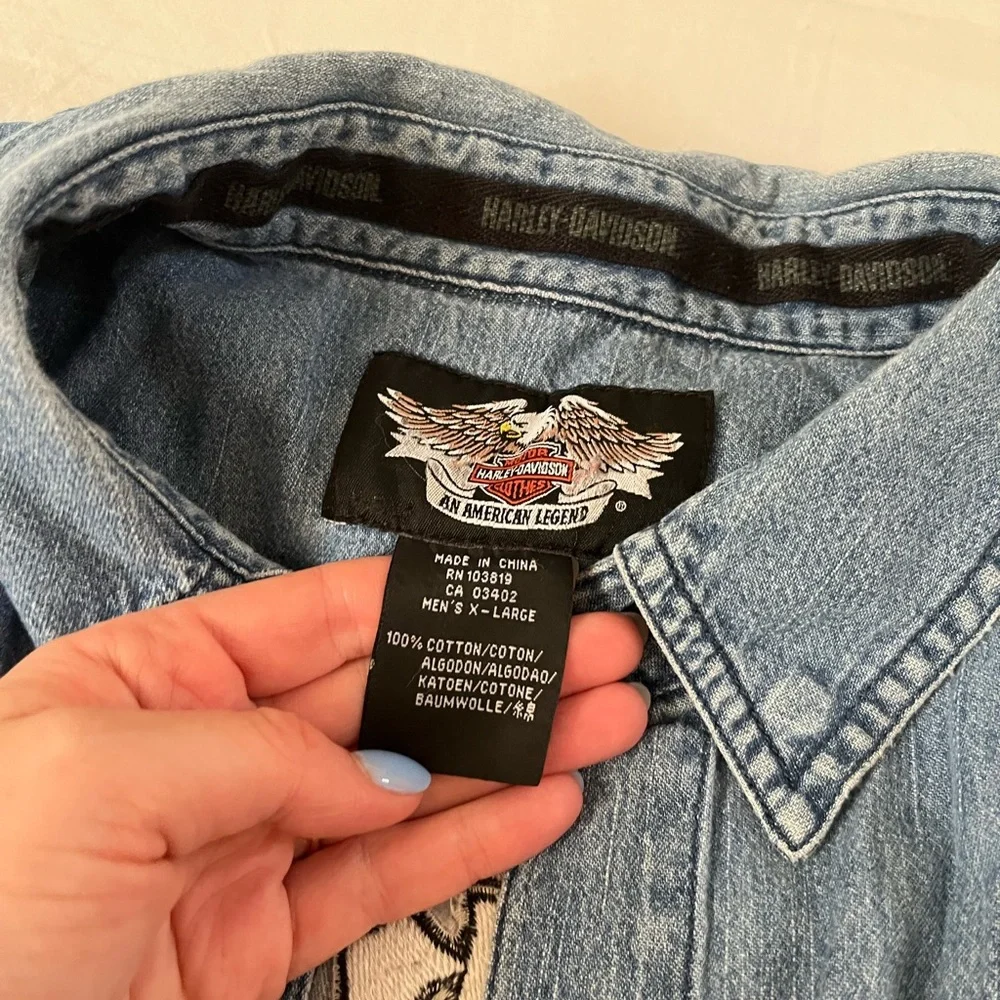 HARLEY-DAVIDSON
HARLEY-DAVIDSON
HARLEY-DAVIDSON
MOTOR
HARLEY-DAVIDSON
CLOTHES
AN AMERICAN LEGEND
®
MADE IN CHINA
RN 103819
CA 03402
MEN'S X-LARGE
100% COTTON/COTON/
ALGODON/ALGODAO/
KATOEN/COTONE/
BAUMWOLLE/綿